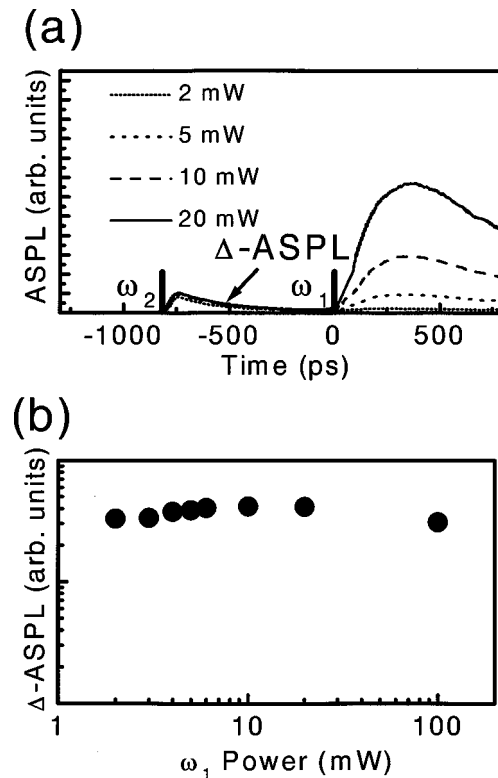 (a)
ASPL (arb. units)
2 mW
5 mW
10 mW
20 mW
Δ-ASPL
ω2
ω1
-1000 -500 0 500
Time (ps)
(b)
Δ-ASPL (arb. units)
1 10 100
ω1 Power (mW)